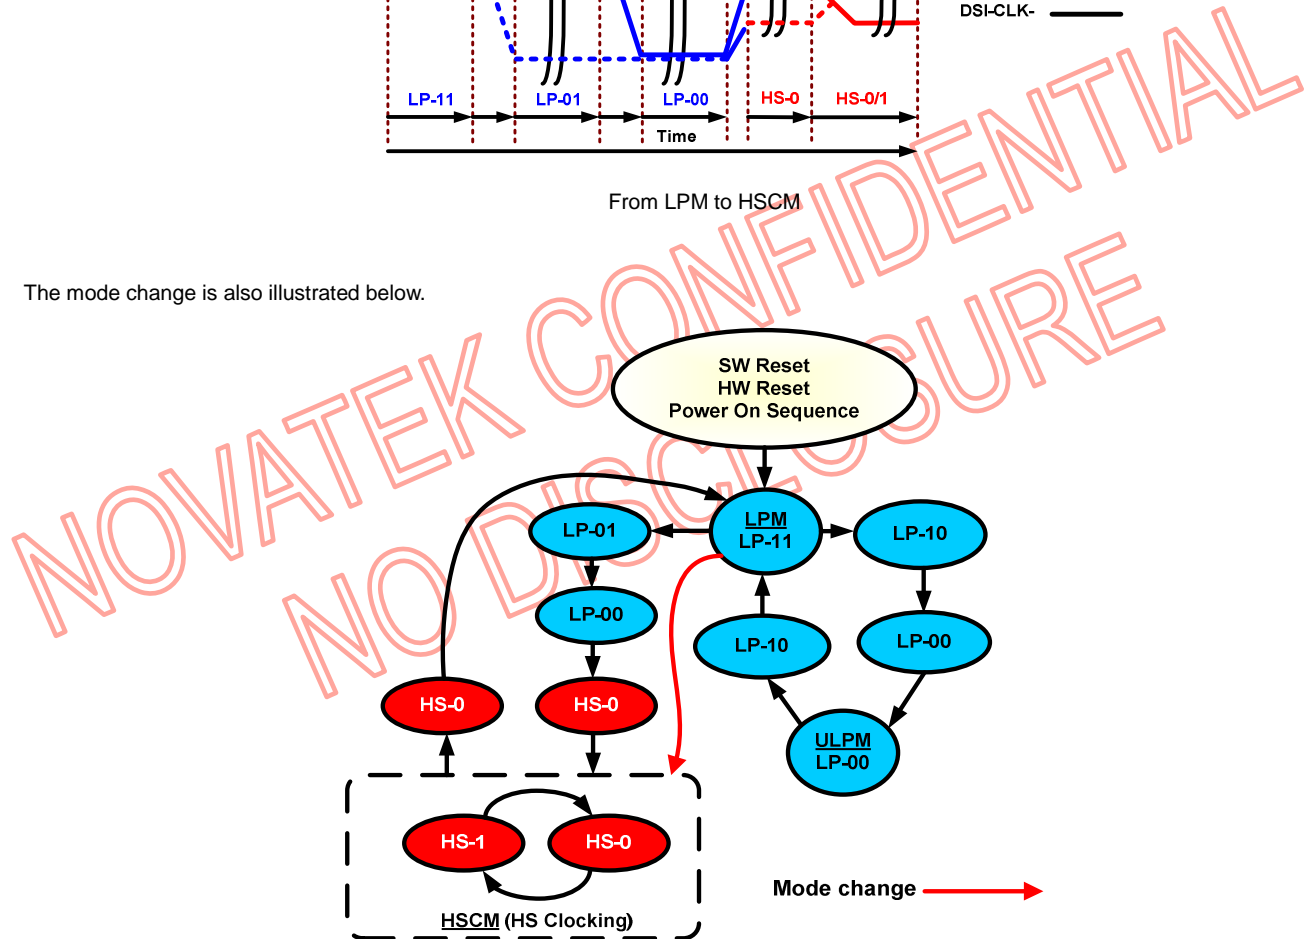 DSI-CLK-
LP-11 LP-01 LP-00 HS-0 HS-0/1
Time
From LPM to HSCM
The mode change is also illustrated below.
NOVATEK CONFIDENTIAL
NO DISCLOSURE
SW Reset
HW Reset
Power On Sequence
LPM
LP-11
LP-01
LP-10
LP-00
LP-10
LP-00
HS-0
HS-0
ULPM
LP-00
HS-1
HS-0
Mode change
HSCM (HS Clocking)